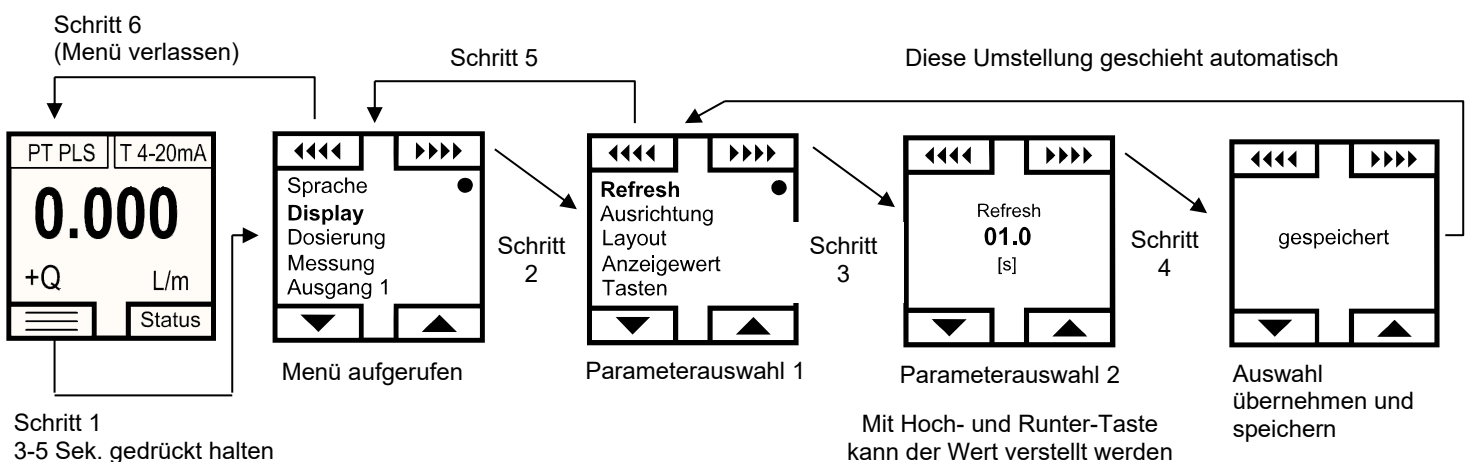 Schritt 6
(Menü verlassen)
Schritt 5
Diese Umstellung geschieht automatisch
PT PLS
T 4-20mA
0.000
+Q
L/m
Status
Schritt 1
3-5 Sek. gedrückt halten
Sprache
Display
Dosierung
Messung
Ausgang 1
Menü aufgerufen
Schritt
2
Refresh
Ausrichtung
Layout
Anzeigewert
Tasten
Parameterauswahl 1
Schritt
3
Refresh
01.0
[s]
Parameterauswahl 2
Mit Hoch- und Runter-Taste
kann der Wert verstellt werden
Schritt
4
gespeichert
Auswahl
übernehmen und
speichern